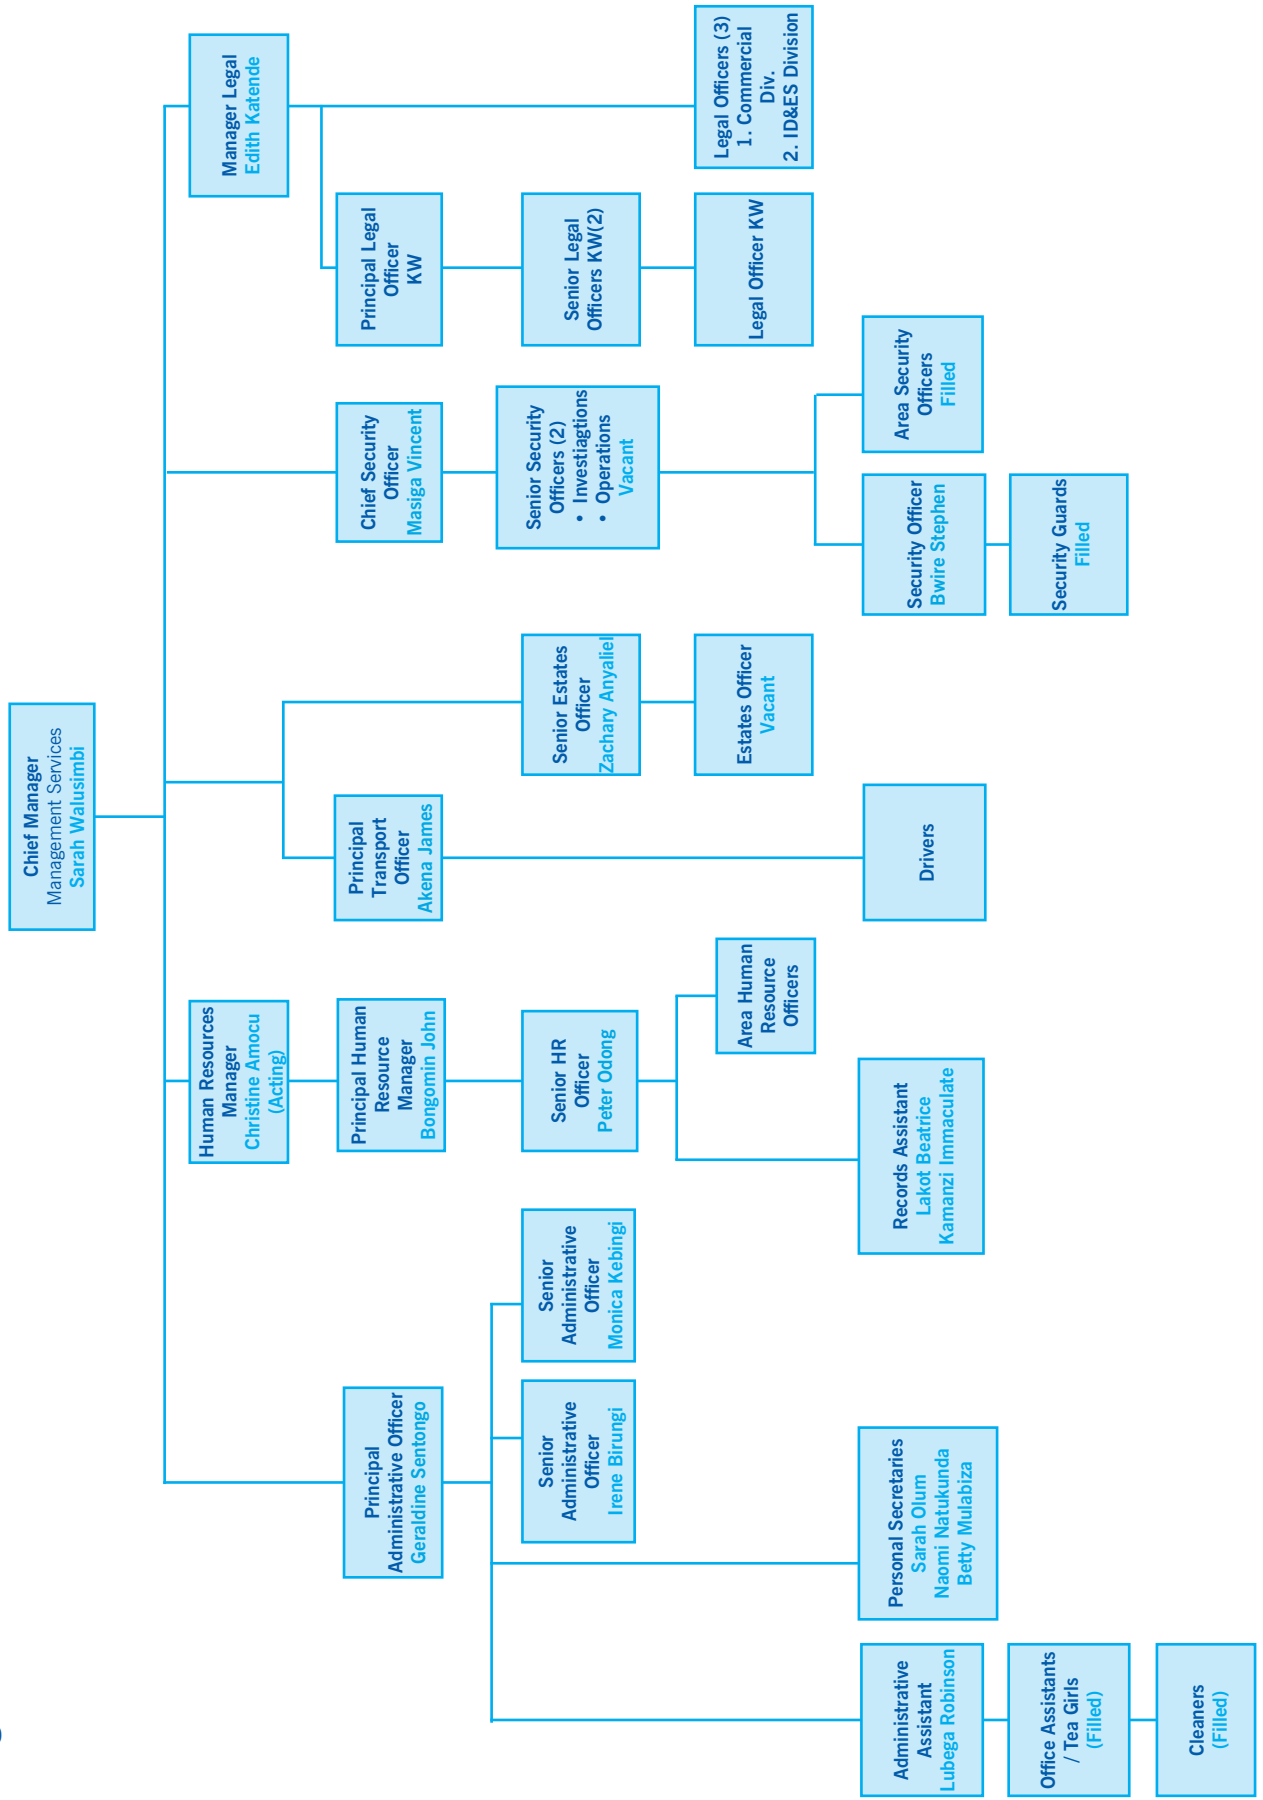 Chief Manager
Management Services
Sarah Walusimbi
Principal
Administrative Officer
Geraldine Sentongo
Senior
Administrative
Officer
Irene Birungi
Senior
Administrative
Officer
Monica Kebingi
Personal Secretaries
Sarah Olum
Naomi Natukunda
Betty Mulabiza
Administrative
Assistant
Lubega Robinson
Office Assistants
/ Tea Girls
(Filled)
Cleaners
(Filled)
Human Resources
Manager
Christine Amocu
(Acting)
Principal Human
Resource
Manager
Bongomin John
Senior HR
Officer
Peter Odong
Records Assistant
Lakot Beatrice
Kamanzi Immaculate
Area Human
Resource
Officers
Principal
Transport
Officer
Akena James
Drivers
Senior Estates
Officer
Zachary Anyaliel
Estates Officer
Vacant
Chief Security
Officer
Masiga Vincent
Senior Security
Officers (2)
• Investiagtions
• Operations
Vacant
Security Officer
Bwire Stephen
Security Guards
Filled
Area Security
Officers
Filled
Manager Legal
Edith Katende
Principal Legal
Officer
KW
Senior Legal
Officers KW(2)
Legal Officer KW
Legal Officers (3)
1. Commercial
Div.
2. ID&ES Division